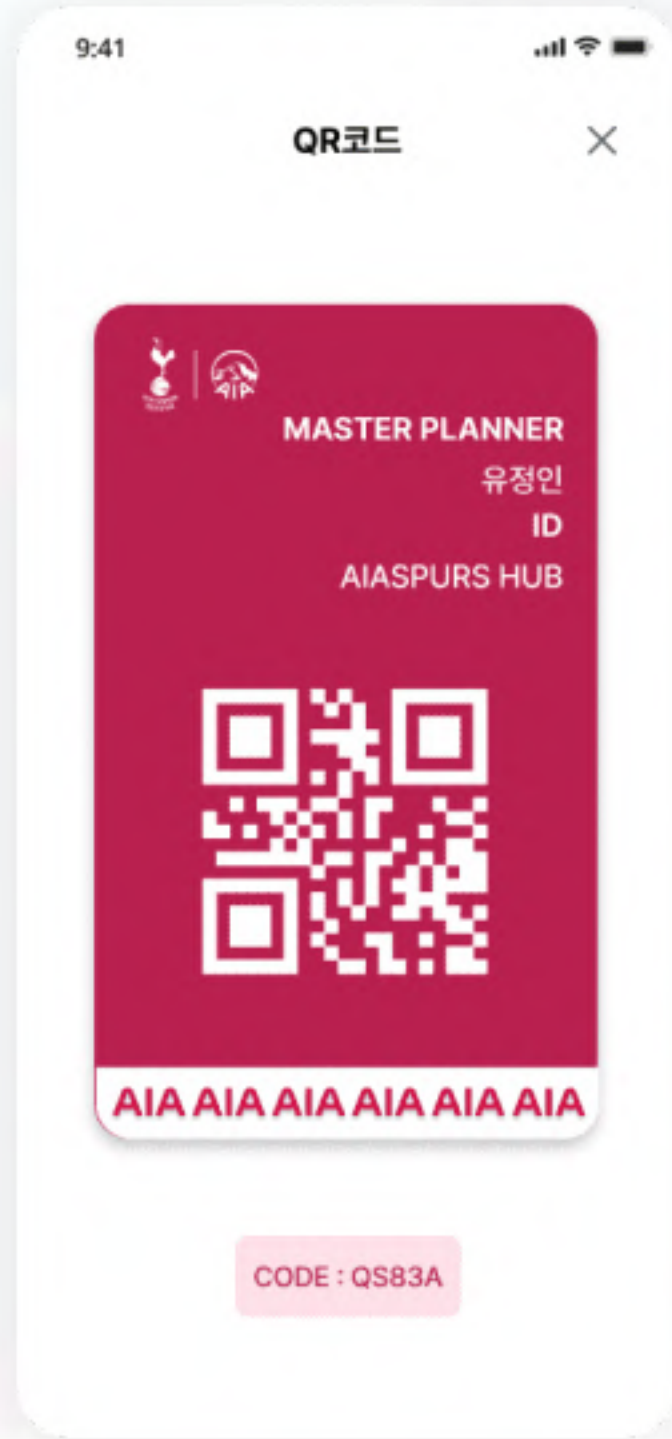 9:41
QR코드
AIA
MASTER PLANNER
유정인
ID
AIASPURS HUB
AIA AIA AIA AIA AIA AIA
CODE : QS83A